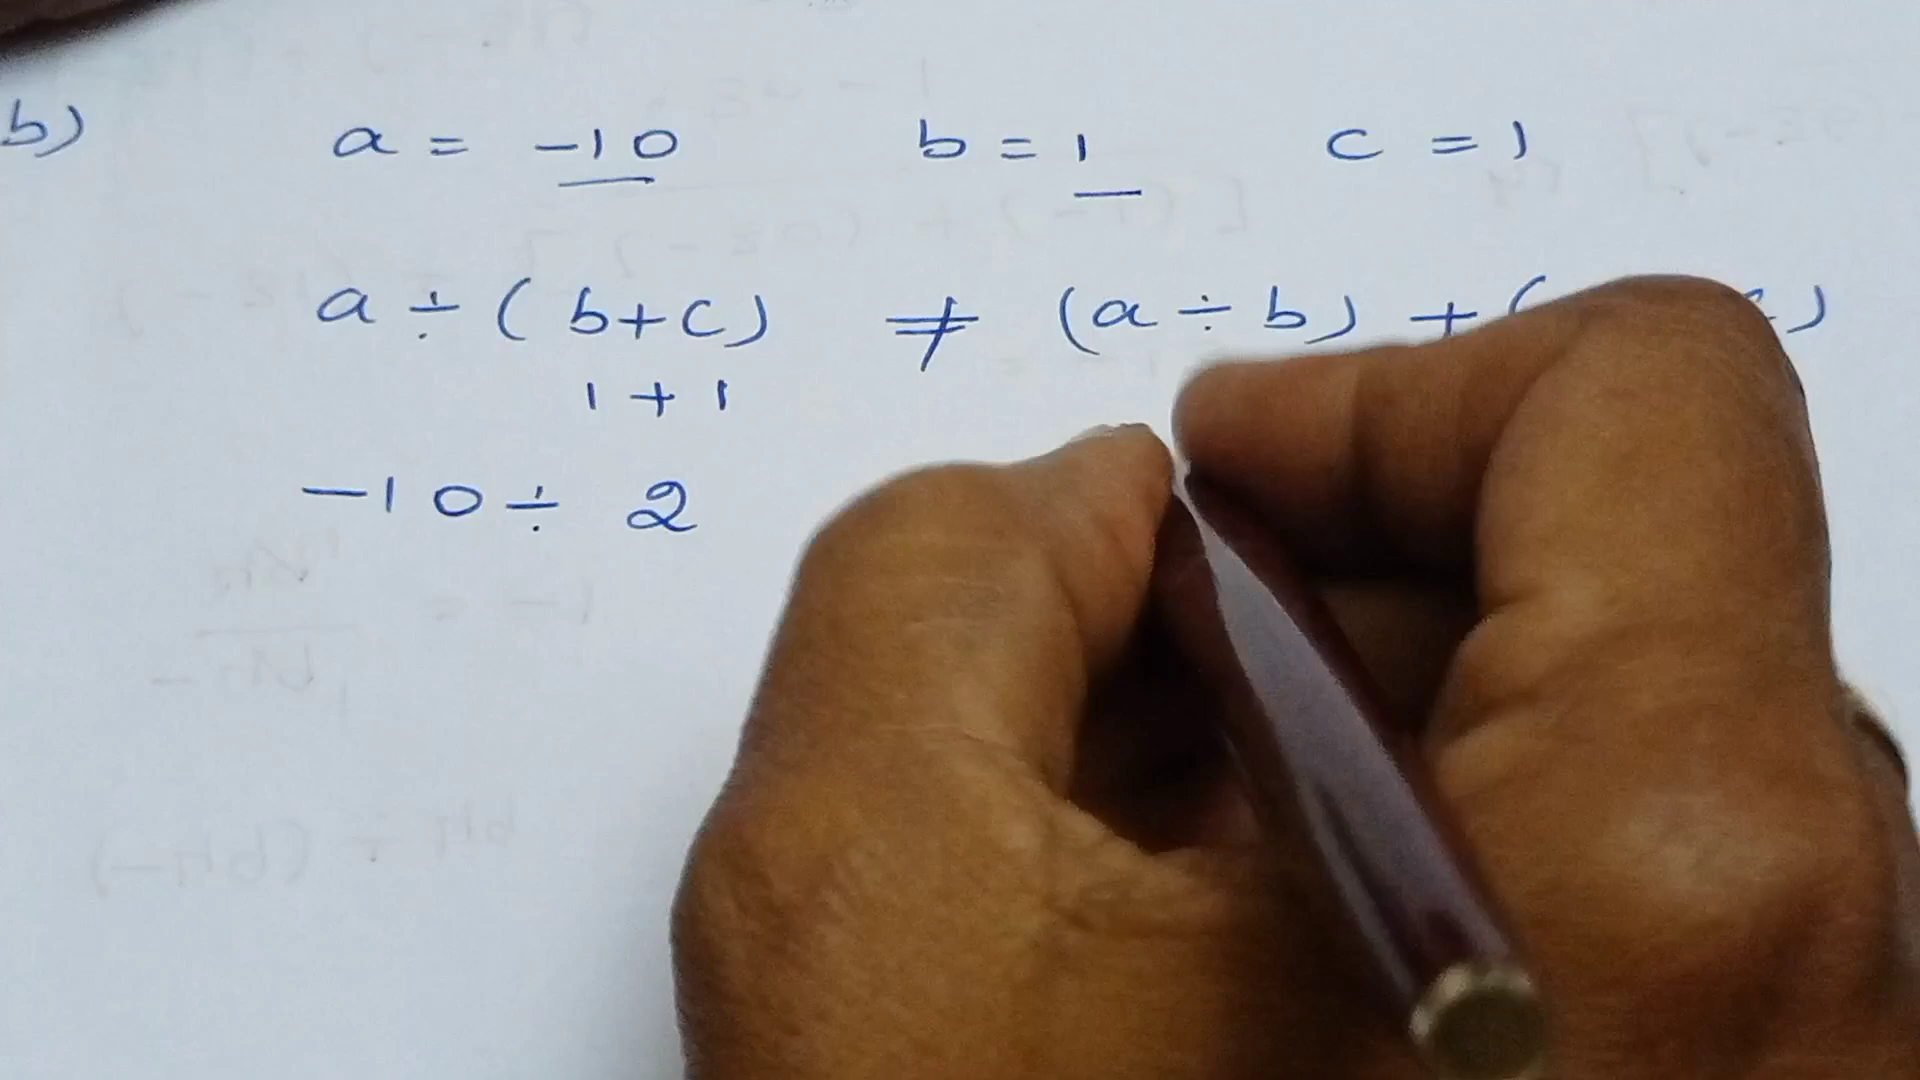 b) a = -10 b = 1 c = 1
a ÷ (b+c) ≠ (a ÷ b) + ( )
1 + 1
-10 ÷ 2